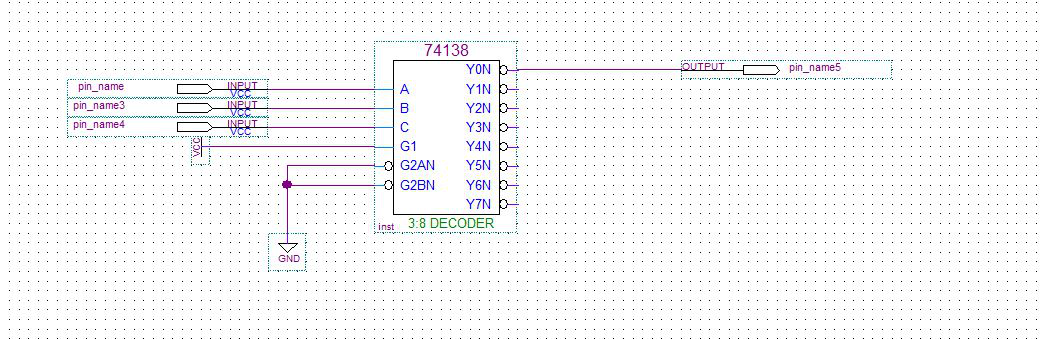 74138
pin_name INPUT VCC
pin_name3 INPUT VCC
pin_name4 INPUT VCC
VCC
A Y0N
B Y1N
C Y2N
G1 Y3N
G2AN Y4N
G2BN Y5N
Y6N
Y7N
inst 3:8 DECODER
OUTPUT pin_name5
GND